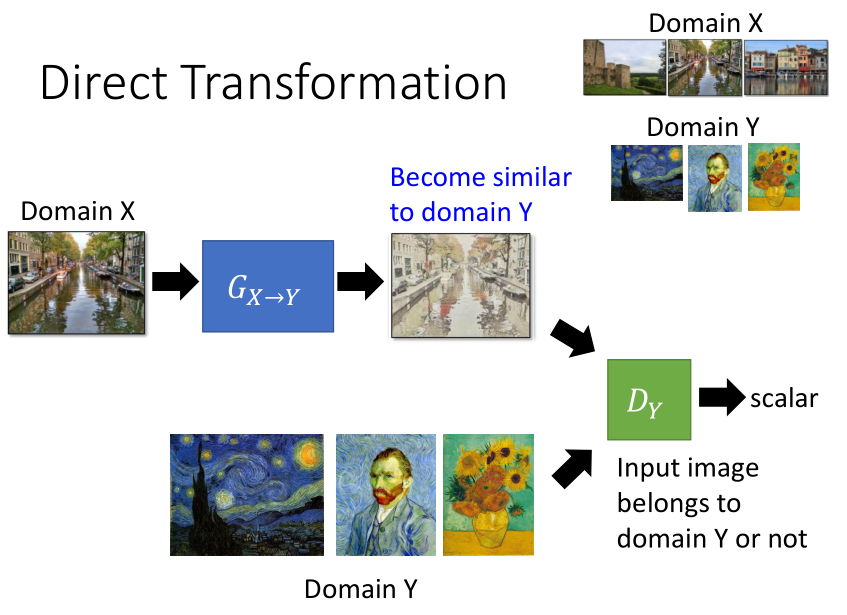 Direct Transformation
Domain X
Domain Y
Domain X
Become similar
to domain Y
G_{X→Y}
D_Y
scalar
Input image
belongs to
domain Y or not
Domain Y